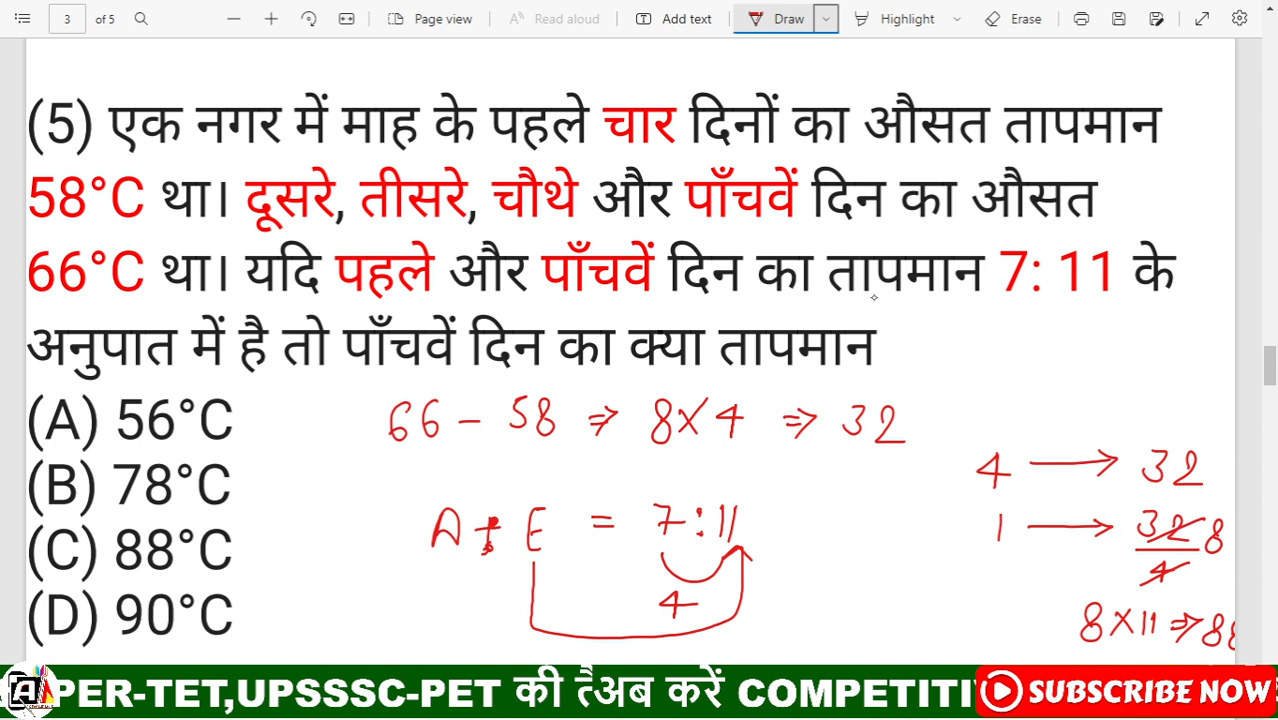 3 of 5 Page view Read aloud Add text Draw Highlight Erase
(5) एक नगर में माह के पहले चार दिनों का औसत तापमान
58°C था। दूसरे, तीसरे, चौथे और पाँचवें दिन का औसत
66°C था। यदि पहले और पाँचवें दिन का तापमान 7: 11 के
अनुपात में है तो पाँचवें दिन का क्या तापमान
(A) 56°C
(B) 78°C
(C) 88°C
(D) 90°C
66 - 58 ⇒ 8×4 ⇒ 32
A E = 7:11
4
4 → 32
1 → 32/4 8
8×11 ⇒ 88
PER-TET,UPSSSC-PET की त्तैअब करें COMPETITI
SUBSCRIBE NOW